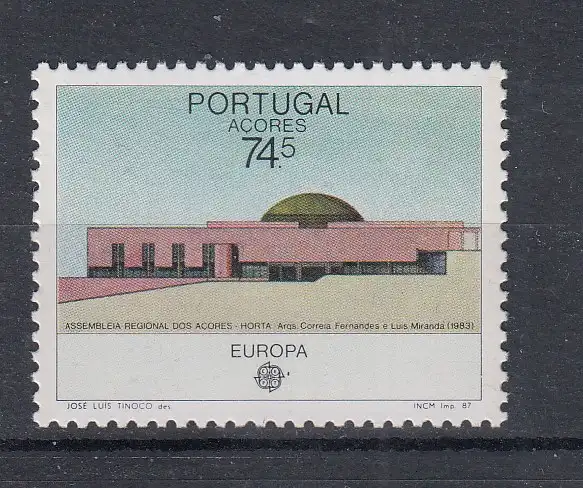 PORTUGAL
AÇORES
74.5
ASSEMBLEIA REGIONAL DOS AÇORES - HORTA Arqs. Correia Fernandes e Luis Miranda (1983)
EUROPA
JOSÉ LUÍS TINOCO des. INCM Imp. 87